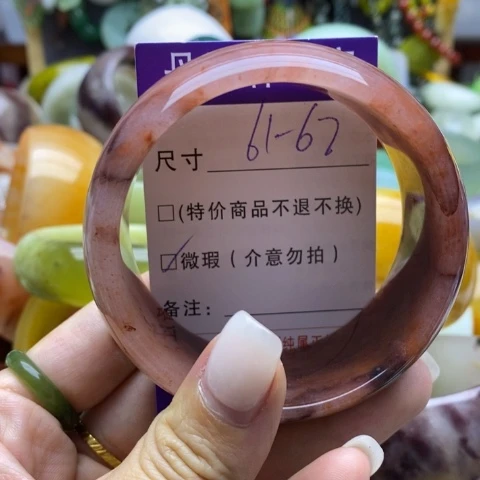 尺寸 61-62
□(特价商品不退不换)
☑微瑕(介意勿拍)
备注: